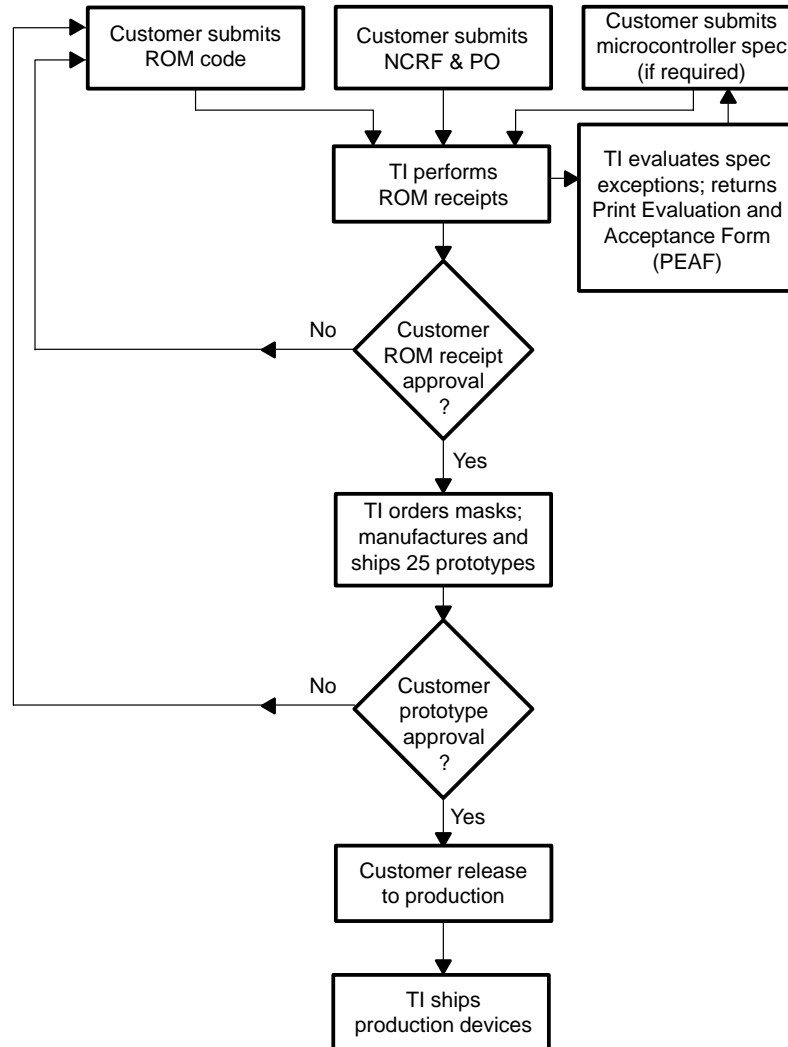 Customer submits
ROM code
Customer submits
NCRF & PO
Customer submits
microcontroller spec
(if required)
TI performs
ROM receipts
TI evaluates spec
exceptions; returns
Print Evaluation and
Acceptance Form
(PEAF)
No
Customer
ROM receipt
approval
?
Yes
TI orders masks;
manufactures and
ships 25 prototypes
No
Customer
prototype
approval
?
Yes
Customer release
to production
TI ships
production devices